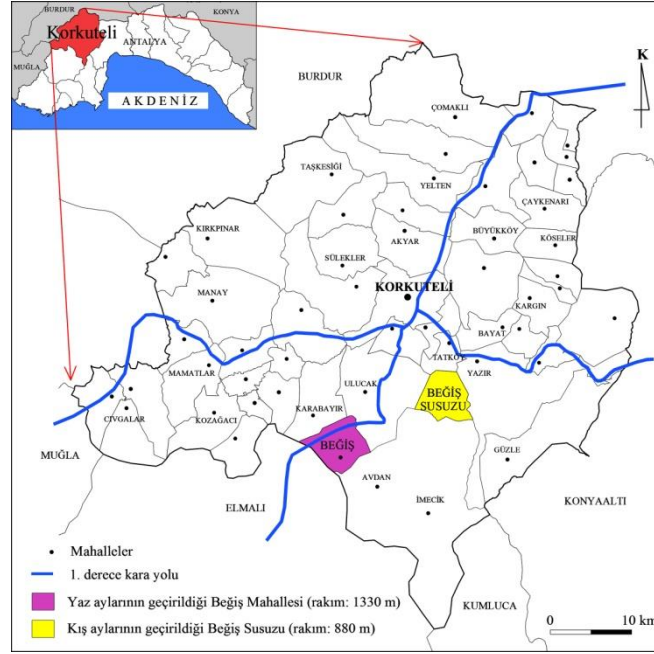 BURDUR
KONYA
Korkuteli
ANTALYA
MUĞLA
AKDENİZ
BURDUR
K
ÇOMAKLI
TAŞKESİĞİ
YELTEN
ÇAYKENARI
KIRKPINAR
AKYAR
BÜYÜKKÖY
KÖSELER
SÜLEKLER
KORKUTELİ
MANAY
KARGIN
BAYAT
TATKÖY
YAZIR
MAMATLAR
ULUCAK
BEĞİŞ
SUSUZU
CİVGALAR
KOZAĞACI
KARABAYIR
BEĞİŞ
GÜZLE
MUĞLA
AVDAN
İMECİK
KONYAALTI
ELMALI
Mahalleler
1. derece kara yolu
Yaz aylarının geçirildiği Beğiş Mahallesi (rakım: 1330 m)
KUMLUCA
Kış aylarının geçirildiği Beğiş Susuzu (rakım: 880 m)
0 10 km